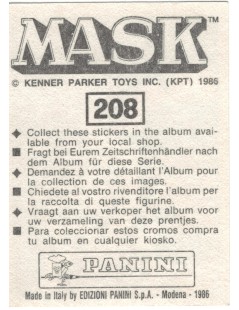 MASK™
© KENNER PARKER TOYS INC. (KPT) 1986
208
◆ Collect these stickers in the album avai-
lable from your local shop.
■ Fragt bei Eurem Zeitschriftenhändler nach
dem Album für diese Serie.
◆ Demandez à votre détaillant l'Album pour
la collection de ces images.
■ Chiedete al vostro rivenditore l'album per
la raccolta di queste figurine.
◆ Vraagt aan uw verkoper het album voor
uw verzameling van deze prentjes.
■ Para coleccionar estos cromos compra
tu album en cualquier kiosko.
PANINI
Made in Italy by EDIZIONI PANINI S.p.A. - Modena - 1986